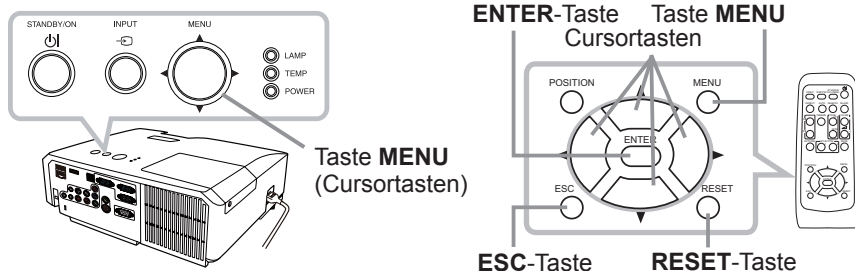 STANDBY/ON INPUT MENU
LAMP
TEMP
POWER
Taste MENU
(Cursortasten)
ENTER-Taste Taste MENU
Cursortasten
POSITION MENU
ENTER
ESC RESET
ESC-Taste RESET-Taste